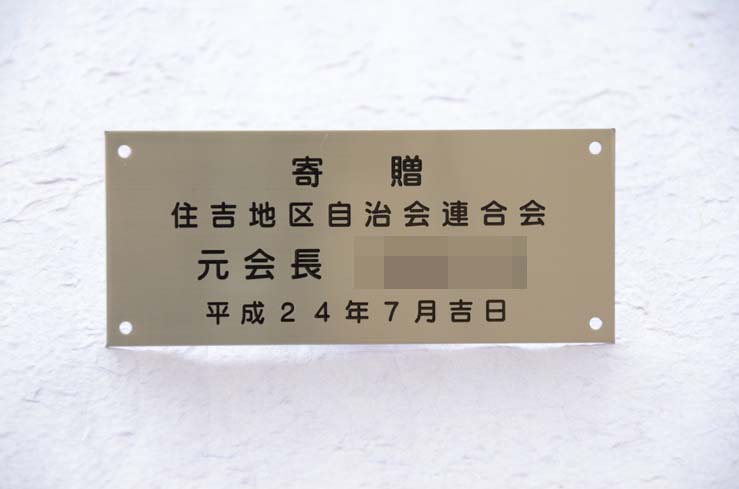 寄贈
住吉地区自治会連合会
元会長
平成24年7月吉日